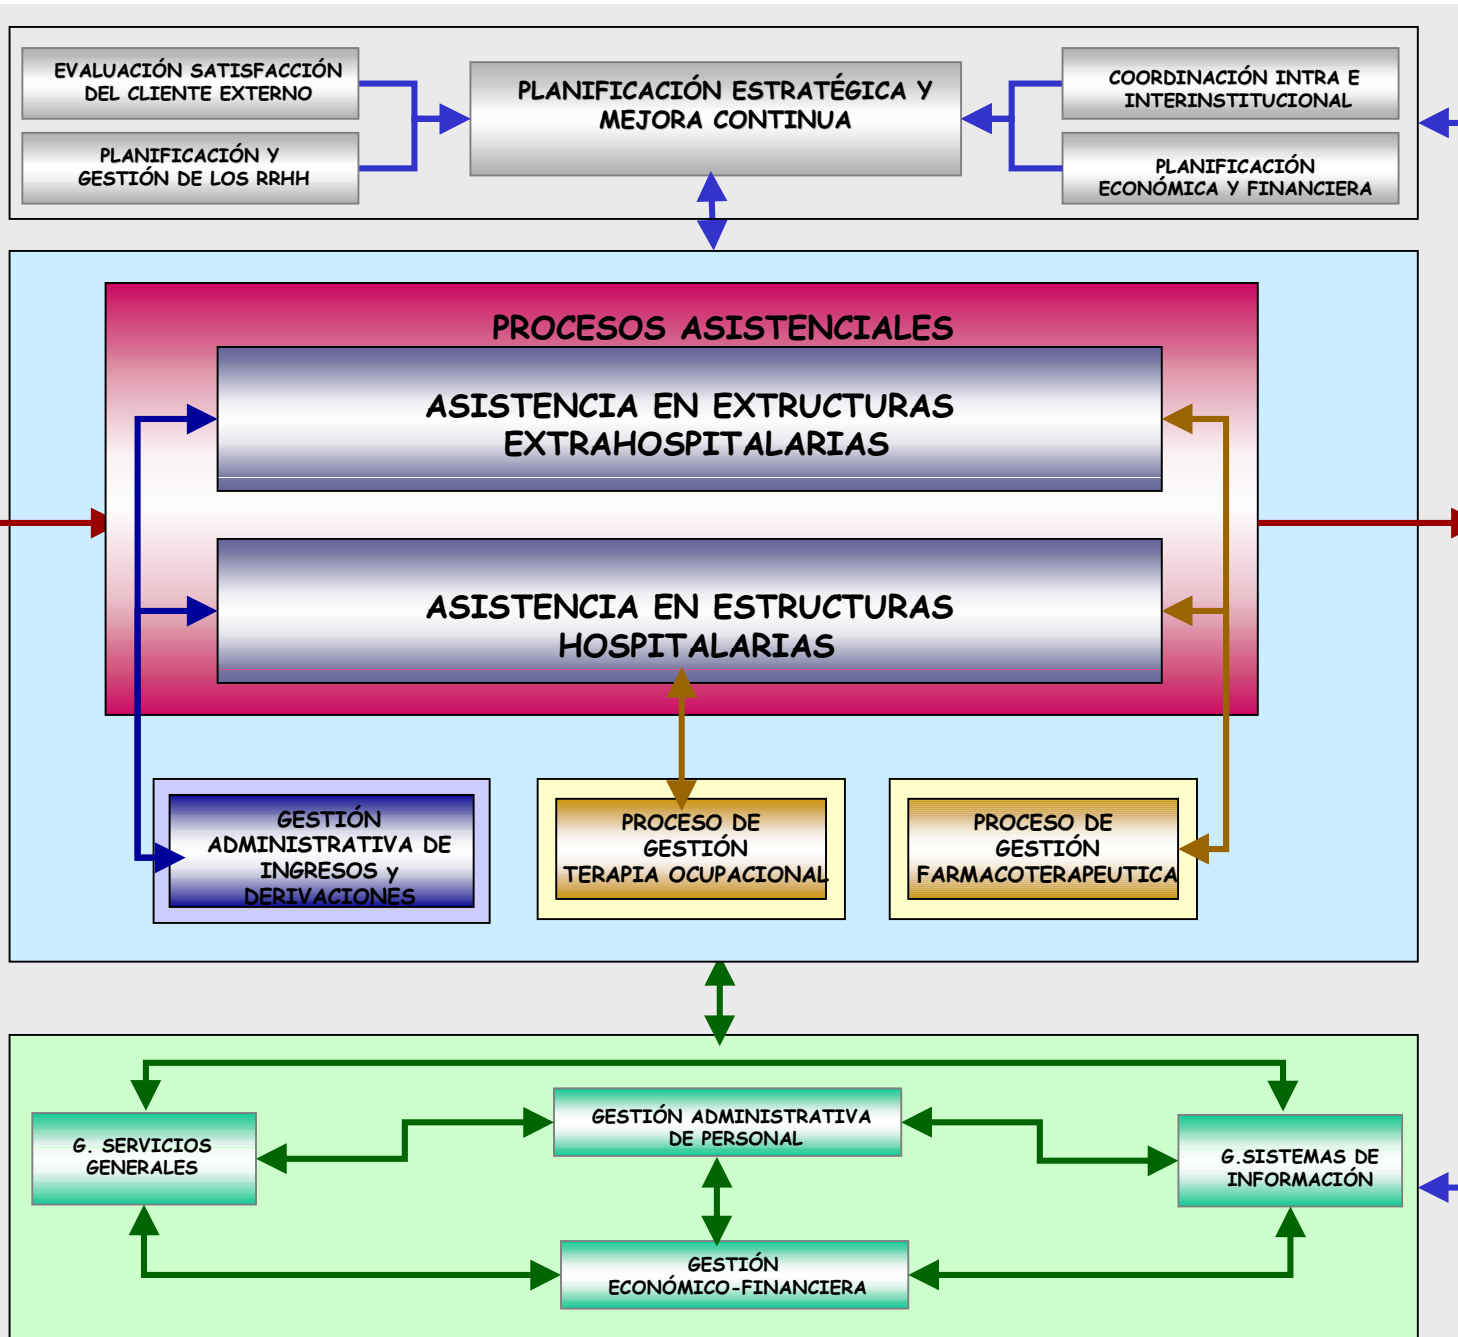 EVALUACIÓN SATISFACCIÓN
DEL CLIENTE EXTERNO
PLANIFICACIÓN Y
GESTIÓN DE LOS RRHH
PLANIFICACIÓN ESTRATÉGICA Y
MEJORA CONTINUA
COORDINACIÓN INTRA E
INTERINSTITUCIONAL
PLANIFICACIÓN
ECONÓMICA Y FINANCIERA
PROCESOS ASISTENCIALES
ASISTENCIA EN EXTRUCTURAS
EXTRAHOSPITALARIAS
ASISTENCIA EN ESTRUCTURAS
HOSPITALARIAS
GESTIÓN
ADMINISTRATIVA DE
INGRESOS y
DERIVACIONES
PROCESO DE
GESTIÓN
TERAPIA OCUPACIONAL
PROCESO DE
GESTIÓN
FARMACOTERAPEUTICA
G. SERVICIOS
GENERALES
GESTIÓN ADMINISTRATIVA
DE PERSONAL
G.SISTEMAS DE
INFORMACIÓN
GESTIÓN
ECONÓMICO-FINANCIERA